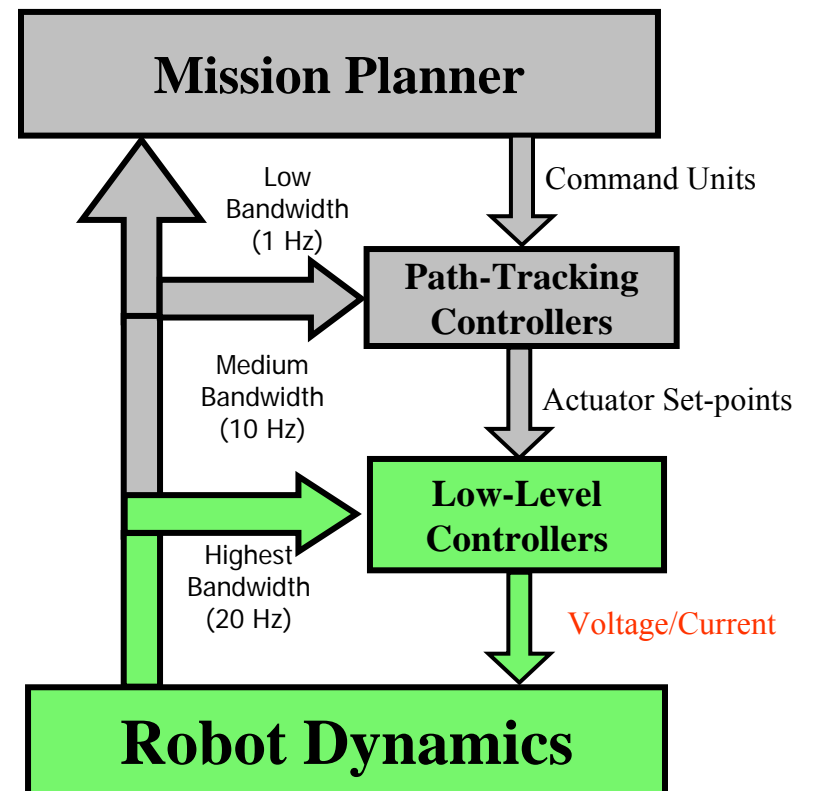 Mission Planner
Low
Bandwidth
(1 Hz)
Command Units
Path-Tracking
Controllers
Medium
Bandwidth
(10 Hz)
Actuator Set-points
Low-Level
Controllers
Highest
Bandwidth
(20 Hz)
Voltage/Current
Robot Dynamics